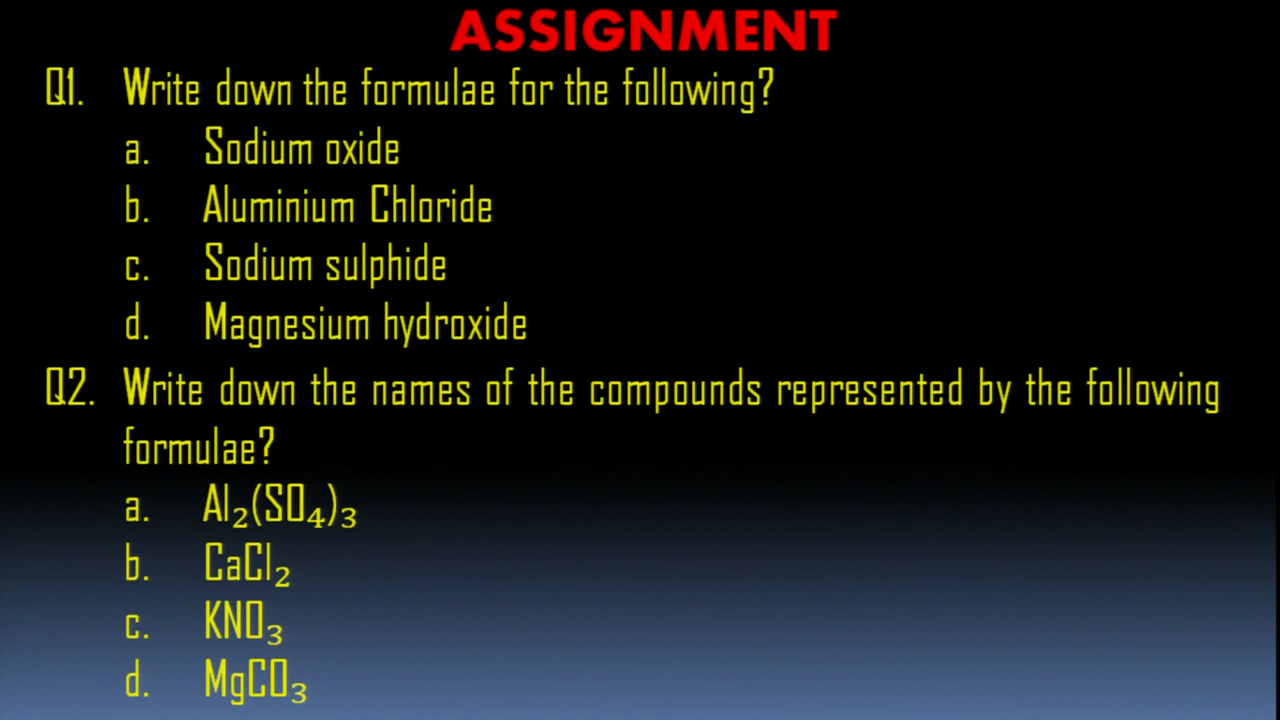 ASSIGNMENT
Q1. Write down the formulae for the following?
a. Sodium oxide
b. Aluminium Chloride
c. Sodium sulphide
d. Magnesium hydroxide
Q2. Write down the names of the compounds represented by the following
formulae?
a. Al₂(SO₄)₃
b. CaCl₂
c. KNO₃
d. MgCO₃